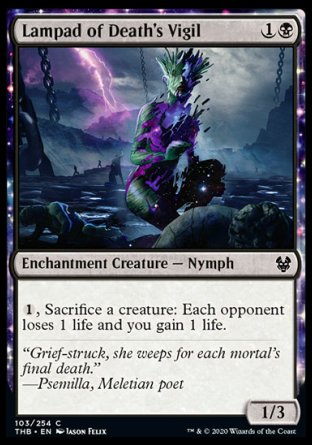 Lampad of Death's Vigil 1
Enchantment Creature — Nymph
1, Sacrifice a creature: Each opponent
loses 1 life and you gain 1 life.
"Grief-struck, she weeps for each mortal's
final death."
—Psemilla, Meletian poet
1/3
103/254 C
THB • EN Jason Felix
™ & © 2020 Wizards of the Coast